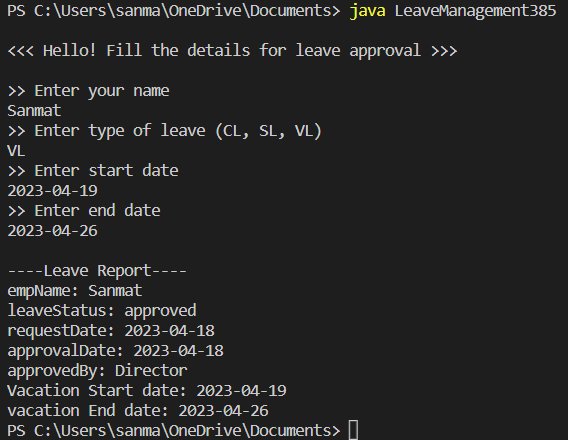 PS C:\Users\sanma\OneDrive\Documents> java LeaveManagement385
<<< Hello! Fill the details for leave approval >>>
>> Enter your name
Sanmat
>> Enter type of leave (CL, SL, VL)
VL
>> Enter start date
2023-04-19
>> Enter end date
2023-04-26
----Leave Report----
empName: Sanmat
leaveStatus: approved
requestDate: 2023-04-18
approvalDate: 2023-04-18
approvedBy: Director
Vacation Start date: 2023-04-19
vacation End date: 2023-04-26
PS C:\Users\sanma\OneDrive\Documents>